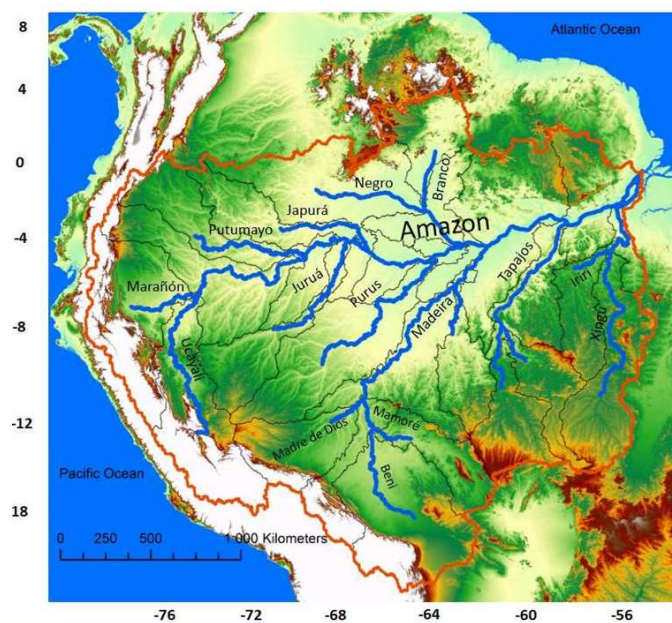 8
Atlantic Ocean
4
0
Negro
Branco
Japurá
Putumayo
Amazon
-4
Tapajos
Juruá
Purus
Iriri
Marañón
Madeira
Xingu
-8
Ucayali
-12
Mamoré
Madre de Dios
Beni
Pacific Ocean
18
0 500 1 000 Kilometers
-76 -72 -68 -64 -60 -56